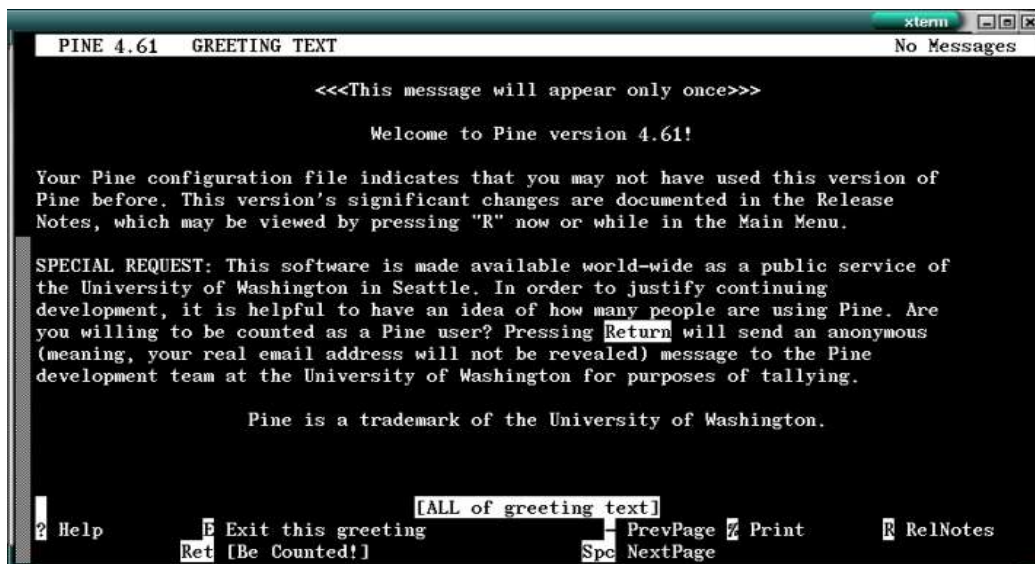 xterm
PINE 4.61 GREETING TEXT No Messages
<<<This message will appear only once>>>
Welcome to Pine version 4.61!
Your Pine configuration file indicates that you may not have used this version of
Pine before. This version's significant changes are documented in the Release
Notes, which may be viewed by pressing "R" now or while in the Main Menu.
SPECIAL REQUEST: This software is made available world-wide as a public service of
the University of Washington in Seattle. In order to justify continuing
development, it is helpful to have an idea of how many people are using Pine. Are
you willing to be counted as a Pine user? Pressing Return will send an anonymous
(meaning, your real email address will not be revealed) message to the Pine
development team at the University of Washington for purposes of tallying.
Pine is a trademark of the University of Washington.
[ALL of greeting text]
? Help E Exit this greeting - PrevPage % Print R RelNotes
Ret [Be Counted!] Spc NextPage